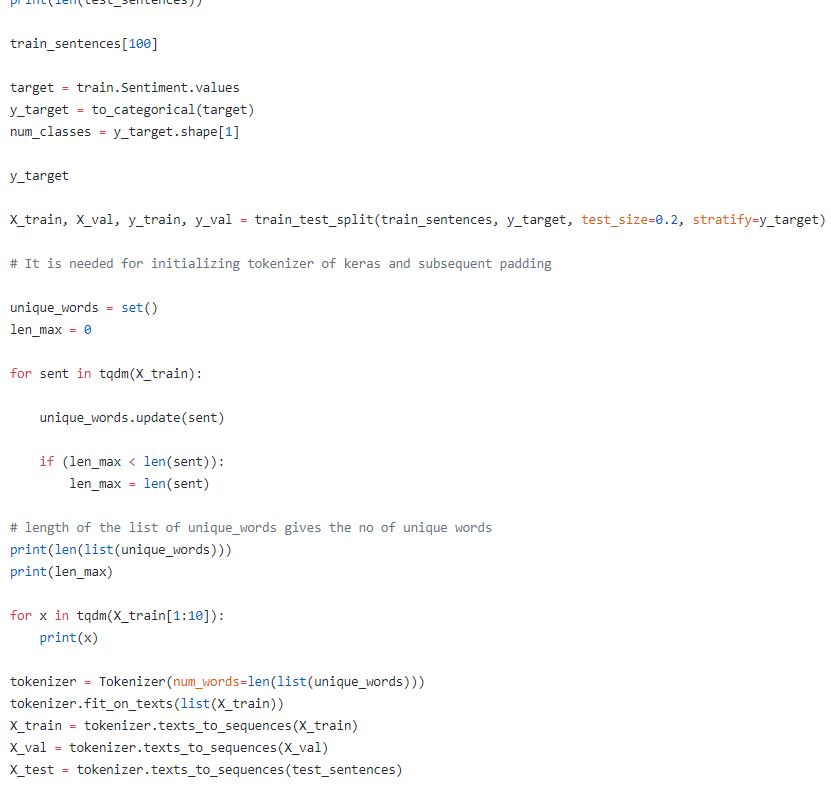 print(len(test_sentences))
train_sentences[100]
target = train.Sentiment.values
y_target = to_categorical(target)
num_classes = y_target.shape[1]
y_target
X_train, X_val, y_train, y_val = train_test_split(train_sentences, y_target, test_size=0.2, stratify=y_target)
# It is needed for initializing tokenizer of keras and subsequent padding
unique_words = set()
len_max = 0
for sent in tqdm(X_train):
    unique_words.update(sent)
    if (len_max < len(sent)):
        len_max = len(sent)
# length of the list of unique_words gives the no of unique words
print(len(list(unique_words)))
print(len_max)
for x in tqdm(X_train[1:10]):
    print(x)
tokenizer = Tokenizer(num_words=len(list(unique_words)))
tokenizer.fit_on_texts(list(X_train))
X_train = tokenizer.texts_to_sequences(X_train)
X_val = tokenizer.texts_to_sequences(X_val)
X_test = tokenizer.texts_to_sequences(test_sentences)